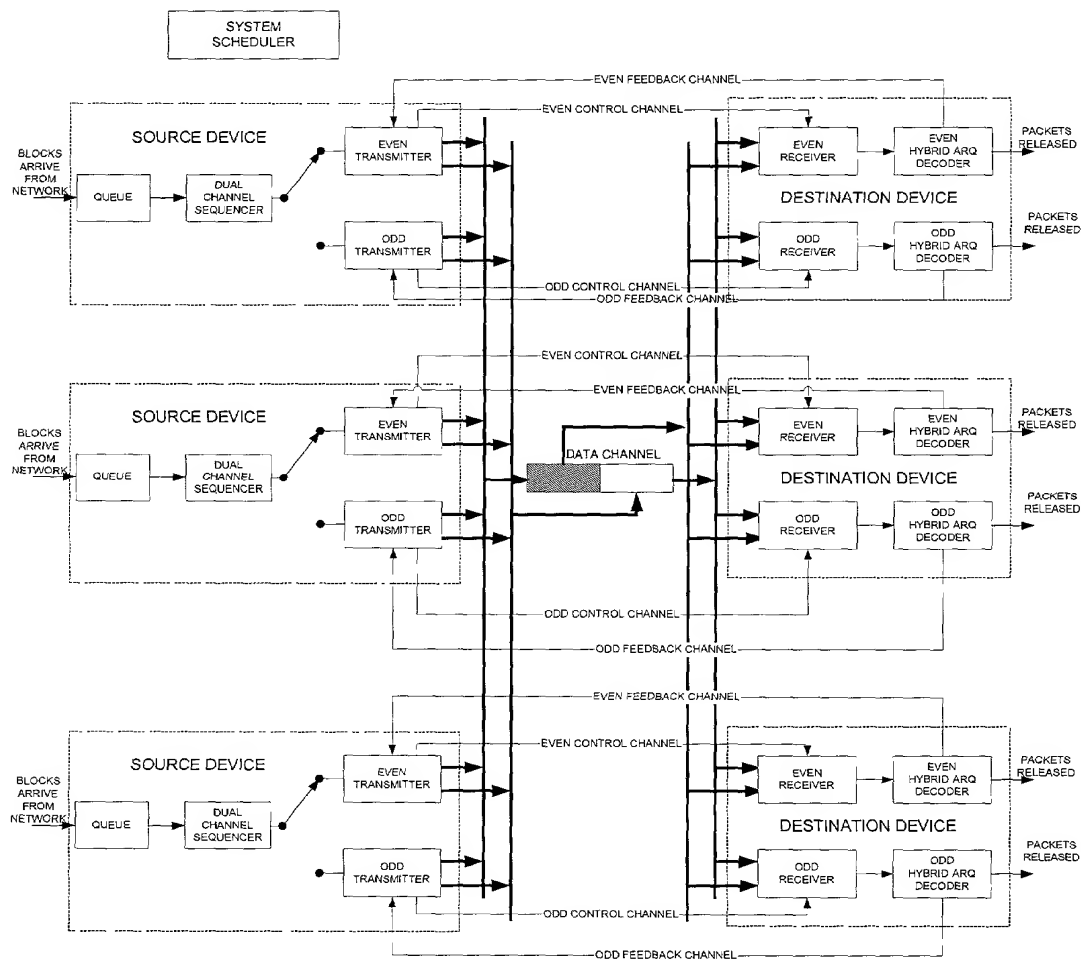 SYSTEM
SCHEDULER
EVEN FEEDBACK CHANNEL
EVEN CONTROL CHANNEL
SOURCE DEVICE
BLOCKS
ARRIVE
FROM
NETWORK
QUEUE
DUAL
CHANNEL
SEQUENCER
EVEN
TRANSMITTER
ODD
TRANSMITTER
EVEN
RECEIVER
EVEN
HYBRID ARQ
DECODER
PACKETS
RELEASED
DESTINATION DEVICE
ODD
RECEIVER
ODD
HYBRID ARQ
DECODER
PACKETS
RELEASED
ODD CONTROL CHANNEL
ODD FEEDBACK CHANNEL
EVEN CONTROL CHANNEL
EVEN FEEDBACK CHANNEL
SOURCE DEVICE
BLOCKS
ARRIVE
FROM
NETWORK
QUEUE
DUAL
CHANNEL
SEQUENCER
EVEN
TRANSMITTER
ODD
TRANSMITTER
DATA CHANNEL
EVEN
RECEIVER
EVEN
HYBRID ARQ
DECODER
PACKETS
RELEASED
DESTINATION DEVICE
ODD
RECEIVER
ODD
HYBRID ARQ
DECODER
PACKETS
RELEASED
ODD CONTROL CHANNEL
ODD FEEDBACK CHANNEL
EVEN FEEDBACK CHANNEL
EVEN CONTROL CHANNEL
SOURCE DEVICE
BLOCKS
ARRIVE
FROM
NETWORK
QUEUE
DUAL
CHANNEL
SEQUENCER
EVEN
TRANSMITTER
ODD
TRANSMITTER
EVEN
RECEIVER
EVEN
HYBRID ARQ
DECODER
PACKETS
RELEASED
DESTINATION DEVICE
ODD
RECEIVER
ODD
HYBRID ARQ
DECODER
PACKETS
RELEASED
ODD CONTROL CHANNEL
ODD FEEDBACK CHANNEL